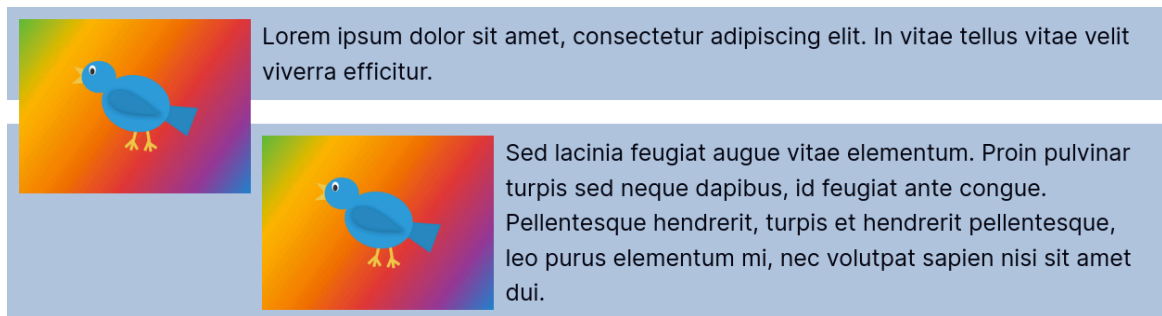 Lorem ipsum dolor sit amet, consectetur adipiscing elit. In vitae tellus vitae velit
viverra efficitur.
Sed lacinia feugiat augue vitae elementum. Proin pulvinar
turpis sed neque dapibus, id feugiat ante congue.
Pellentesque hendrerit, turpis et hendrerit pellentesque,
leo purus elementum mi, nec volutpat sapien nisi sit amet
dui.